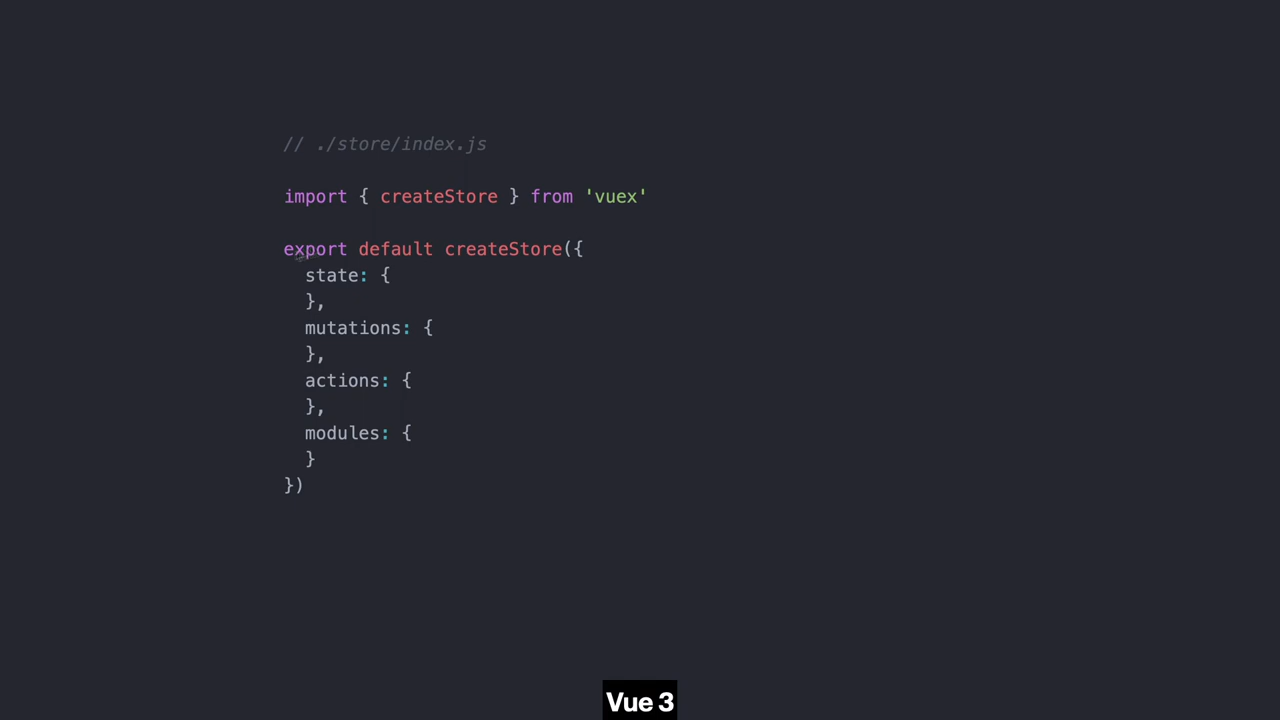 // ./store/index.js
import { createStore } from 'vuex'
export default createStore({
  state: {
  },
  mutations: {
  },
  actions: {
  },
  modules: {
  }
})
Vue 3